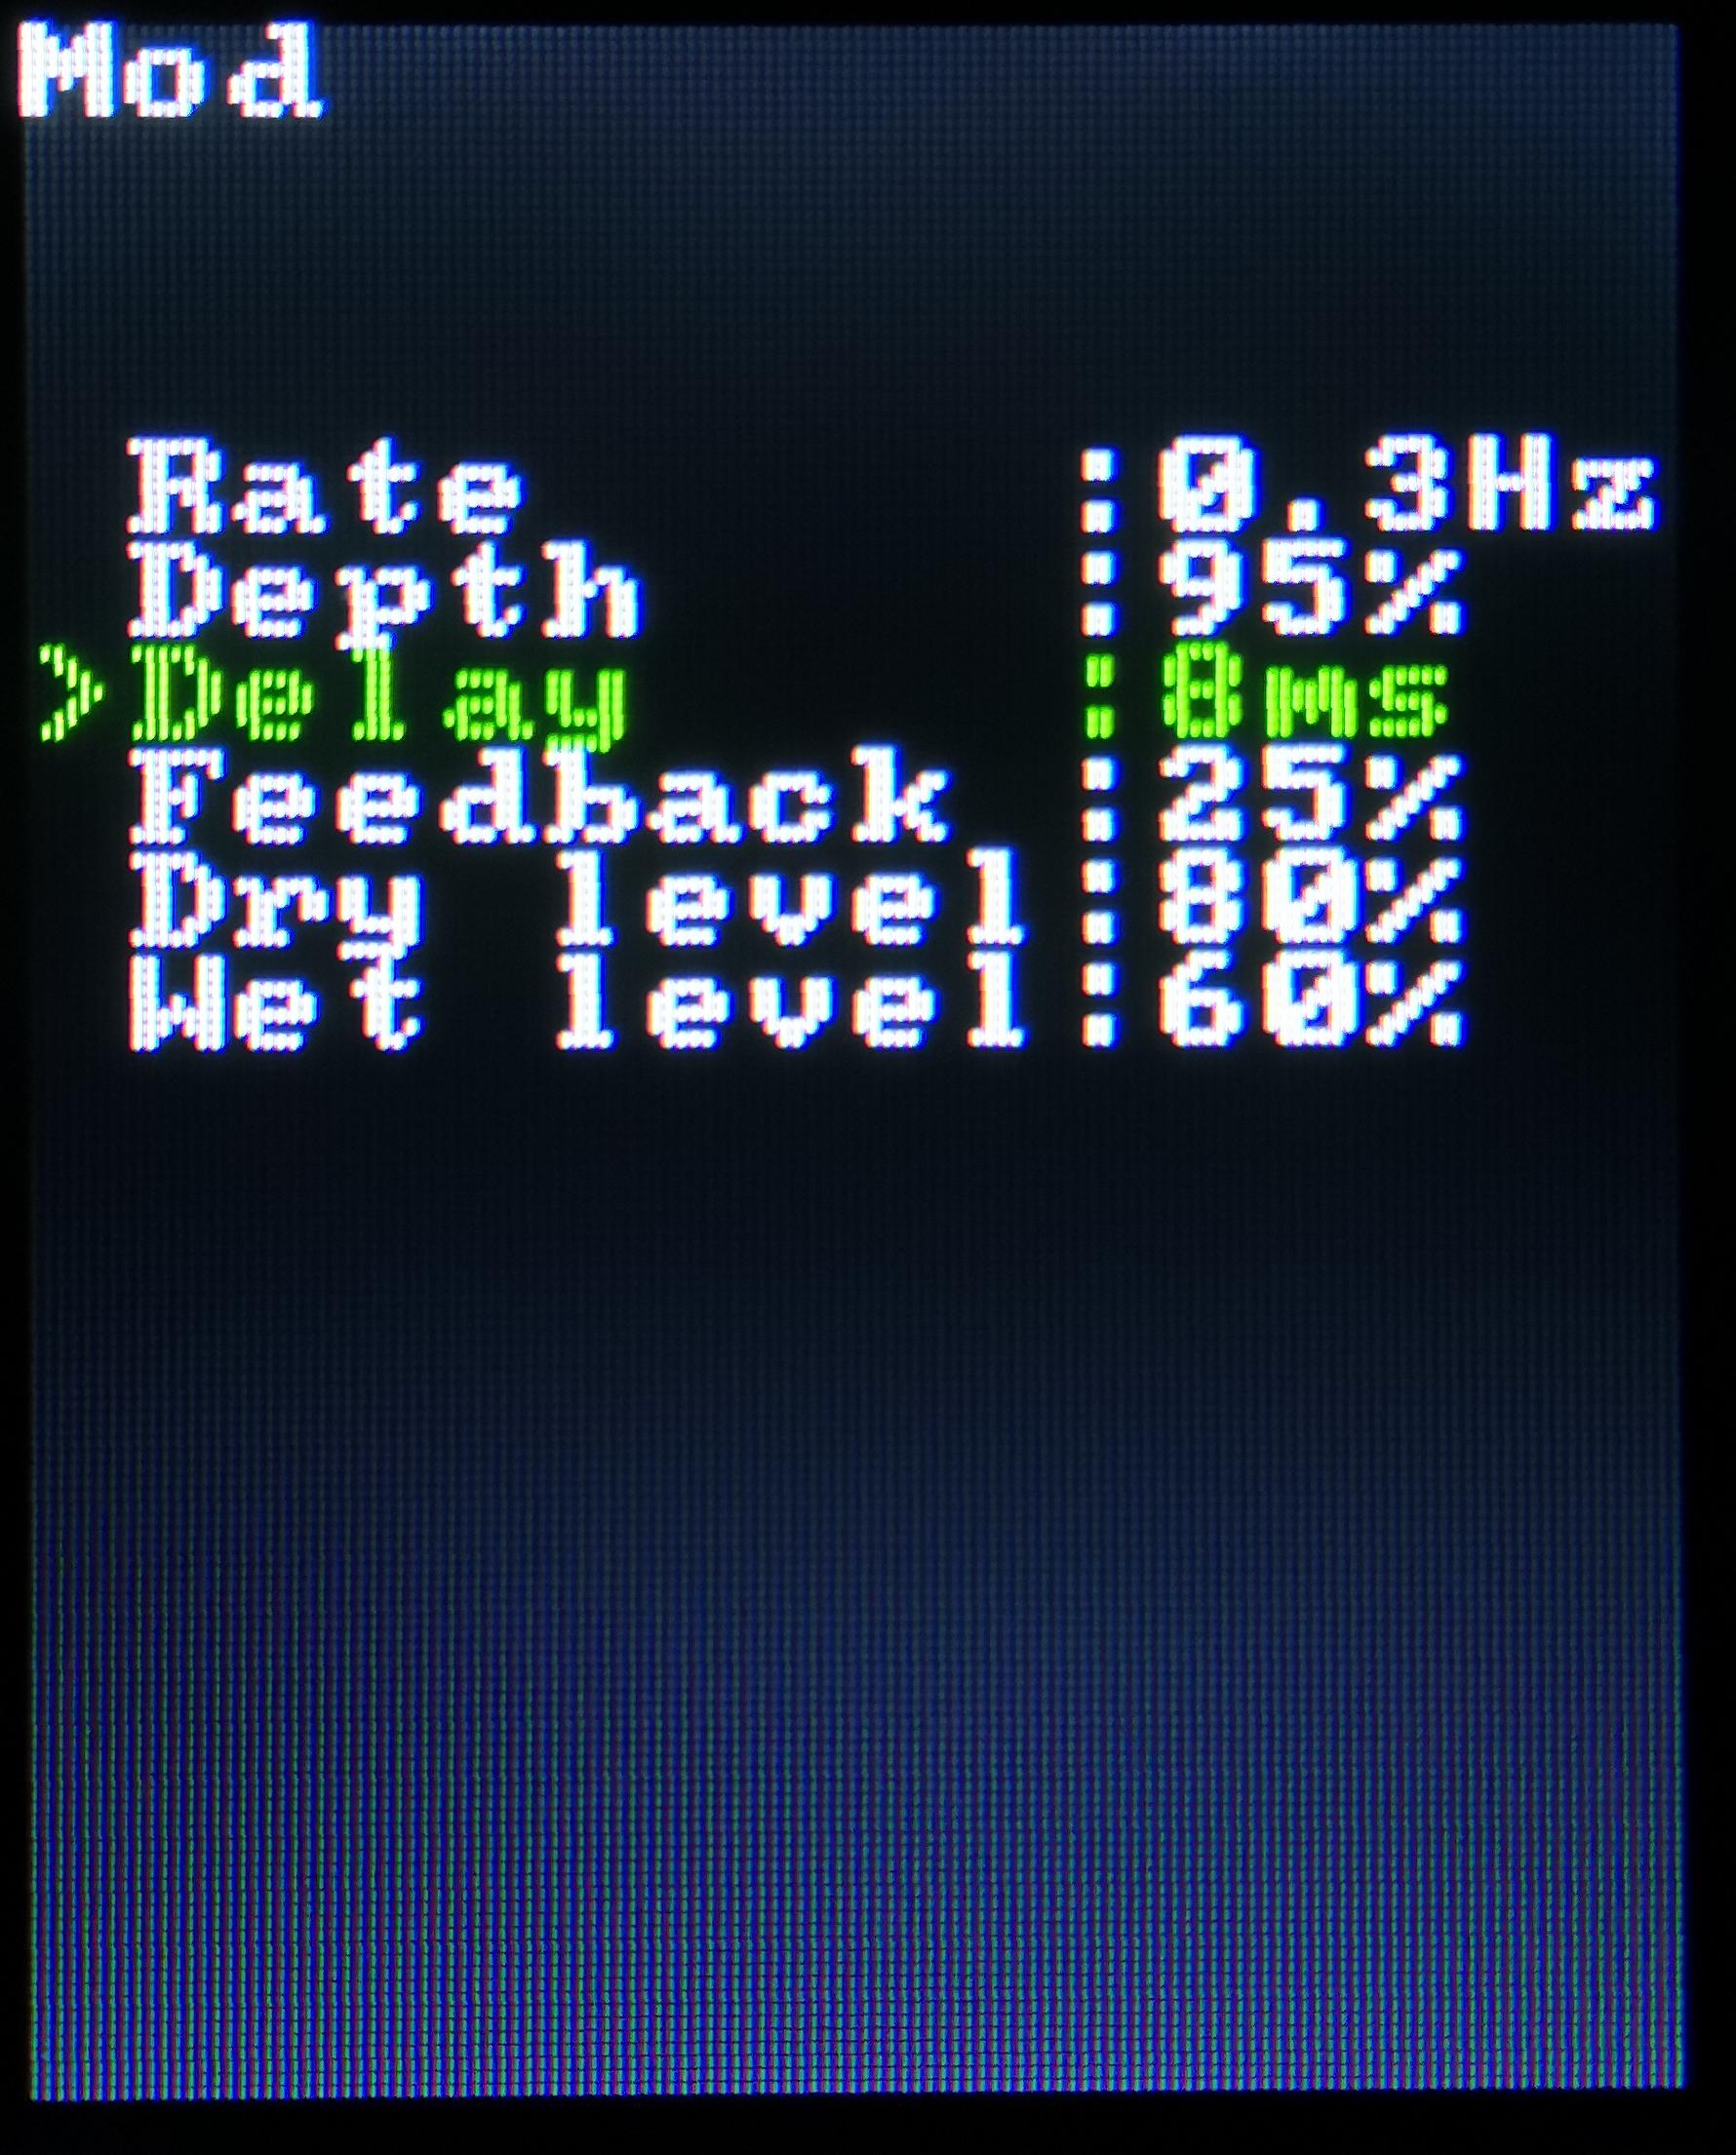 Mod
Rate :0.3Hz
Depth :95%
>Delay :8ms
Feedback :25%
Dry level:80%
Wet level:60%